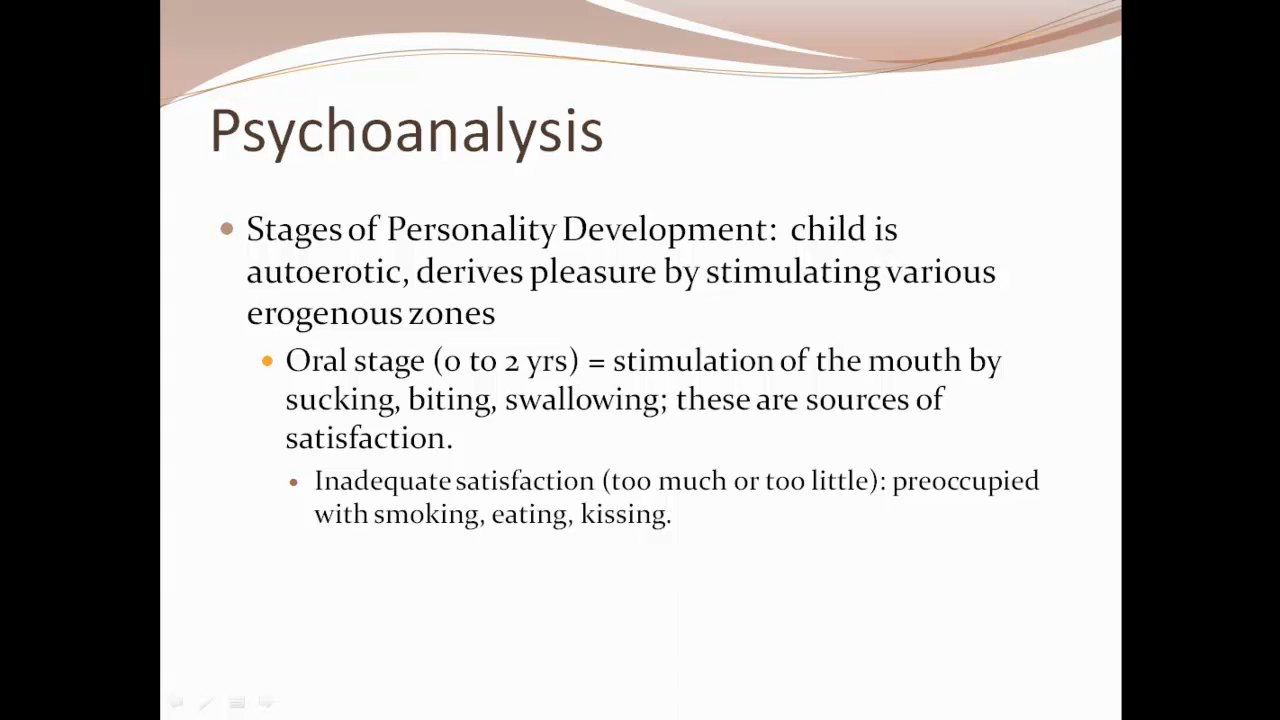 Psychoanalysis
Stages of Personality Development:  child is
autoerotic, derives pleasure by stimulating various
erogenous zones
Oral stage (0 to 2 yrs) = stimulation of the mouth by
sucking, biting, swallowing; these are sources of
satisfaction.
Inadequate satisfaction (too much or too little): preoccupied
with smoking, eating, kissing.